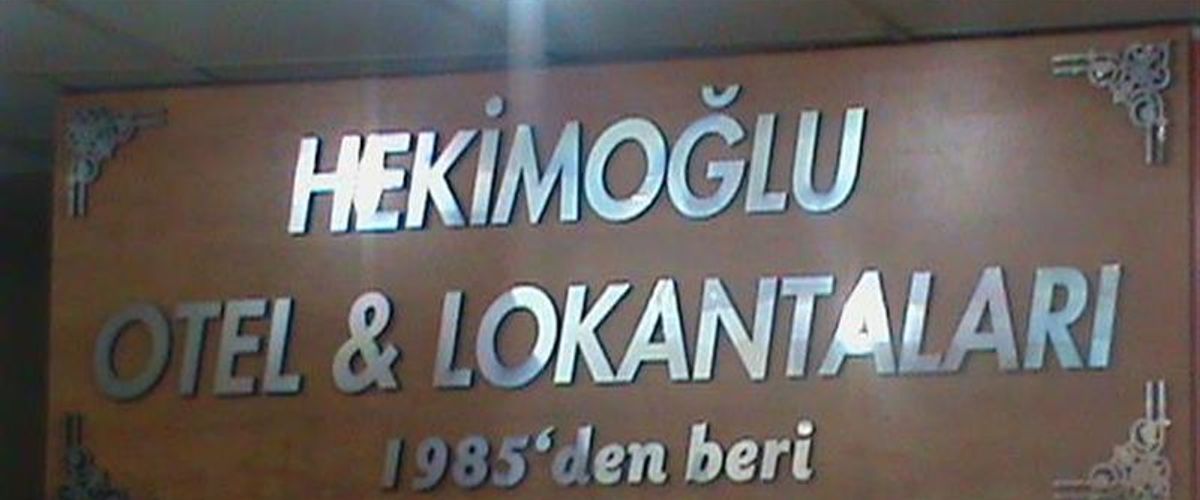 HEKİMOĞLU
OTEL & LOKANTALARI
1985‘den beri